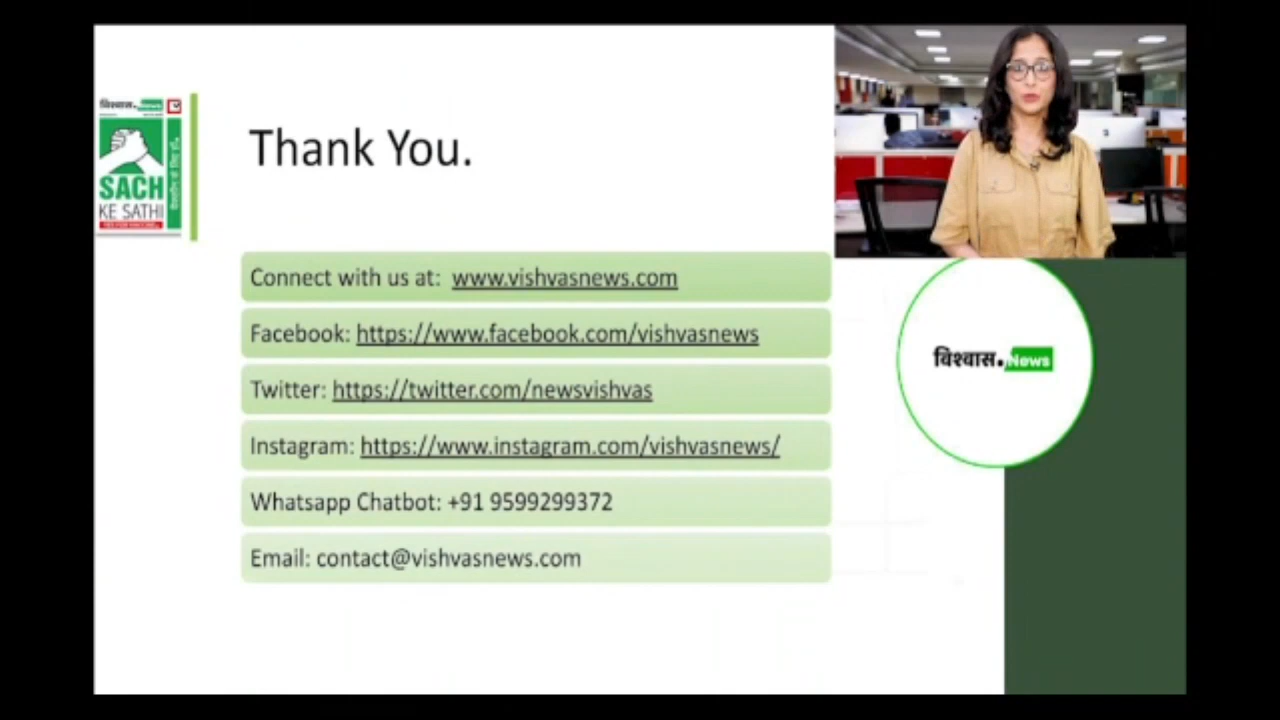 विश्वास.News
SACH
KE SATHI
Thank You.
Connect with us at: www.vishvasnews.com
Facebook: https://www.facebook.com/vishvasnews
Twitter: https://twitter.com/newsvishvas
Instagram: https://www.instagram.com/vishvasnews/
Whatsapp Chatbot: +91 9599299372
Email: contact@vishvasnews.com
विश्वास.News